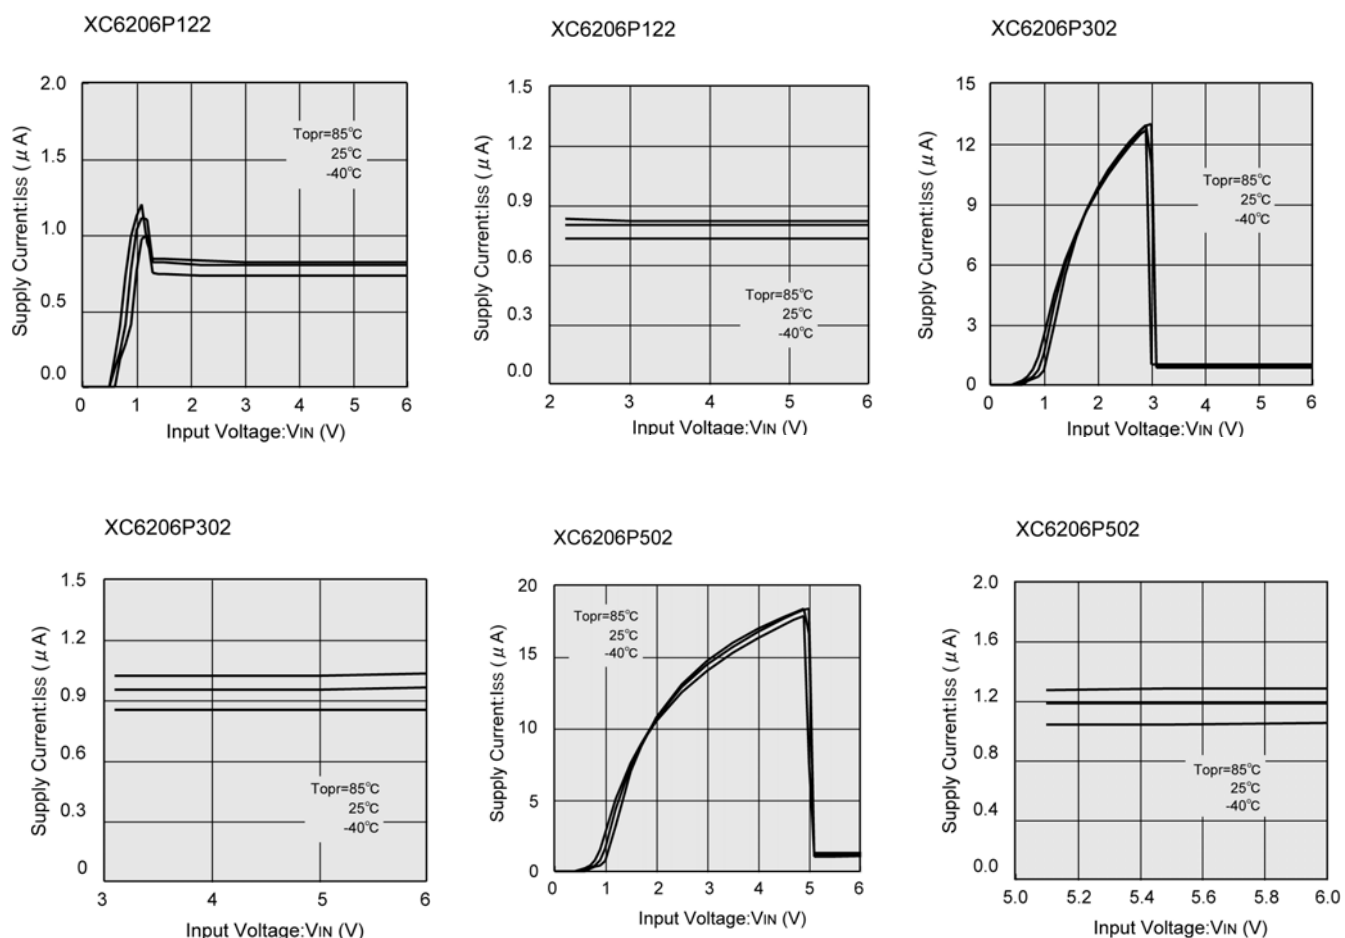 XC6206P122
Supply Current:Iss ( μ A)
2.0
1.5
1.0
0.5
0.0
Topr=85℃
25℃
-40℃
0 1 2 3 4 5 6
Input Voltage:VIN (V)
XC6206P122
Supply Current:Iss ( μ A)
1.5
1.2
0.9
0.6
0.3
0.0
Topr=85℃
25℃
-40℃
2 3 4 5 6
Input Voltage:VIN (V)
XC6206P302
Supply Current:Iss ( μ A)
15
12
9
6
3
0
Topr=85℃
25℃
-40℃
0 1 2 3 4 5 6
Input Voltage:VIN (V)
XC6206P302
Supply Current:Iss ( μ A)
1.5
1.2
0.9
0.6
0.3
0
Topr=85℃
25℃
-40℃
3 4 5 6
Input Voltage:VIN (V)
XC6206P502
Supply Current:Iss ( μ A)
20
15
10
5
0
Topr=85℃
25℃
-40℃
0 1 2 3 4 5 6
Input Voltage:VIN (V)
XC6206P502
Supply Current:Iss ( μ A)
2.0
1.6
1.2
0.8
0.4
0.0
Topr=85℃
25℃
-40℃
5.0 5.2 5.4 5.6 5.8 6.0
Input Voltage:VIN (V)